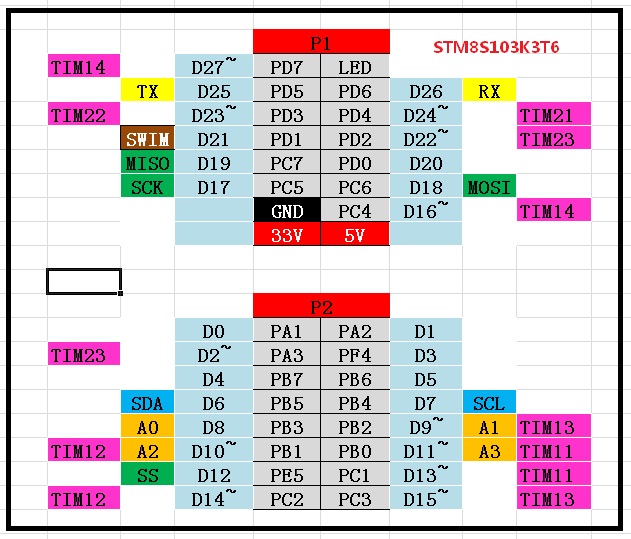 P1 STM8S103K3T6
TIM14 D27~ PD7 LED
TX D25 PD5 PD6 D26 RX
TIM22 D23~ PD3 PD4 D24~ TIM21
SWIM D21 PD1 PD2 D22~ TIM23
MISO D19 PC7 PD0 D20
SCK D17 PC5 PC6 D18 MOSI
GND PC4 D16~ TIM14
33V 5V
P2
D0 PA1 PA2 D1
TIM23 D2~ PA3 PF4 D3
D4 PB7 PB6 D5
SDA D6 PB5 PB4 D7 SCL
A0 D8 PB3 PB2 D9~ A1 TIM13
TIM12 A2 D10~ PB1 PB0 D11~ A3 TIM11
SS D12 PE5 PC1 D13~ TIM11
TIM12 D14~ PC2 PC3 D15~ TIM13